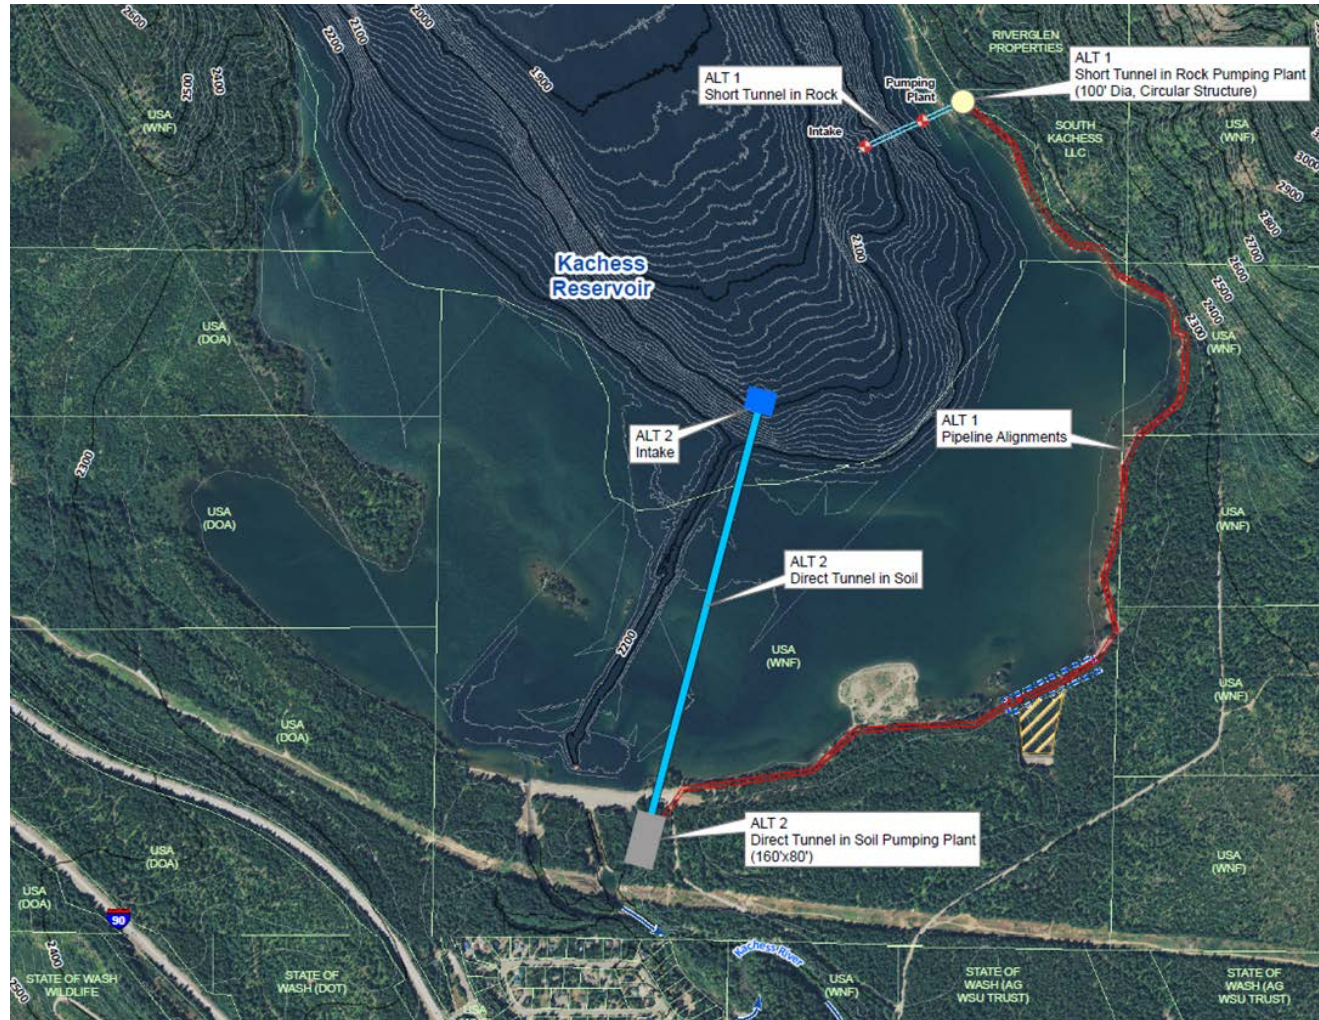 2600
2200
2100
2000
1900
RIVERGLEN
PROPERTIES
ALT 1
Short Tunnel in Rock Pumping Plant
(100' Dia, Circular Structure)
ALT 1
Short Tunnel in Rock
Pumping
Plant
Intake
2500
2400
USA
(WNF)
SOUTH
KACHESS
LLC
USA
(WNF)
3000
2900
2800
2700
2600
2500
2400
2300
2100
Kachess
Reservoir
USA
(DOA)
USA
(WNF)
ALT 2
Intake
ALT 1
Pipeline Alignments
2300
USA
(DOA)
USA
(WNF)
ALT 2
Direct Tunnel in Soil
2200
USA
(WNF)
USA
(WNF)
USA
(DOA)
ALT 2
Direct Tunnel in Soil Pumping Plant
(160'x80')
USA
(DOA)
USA
(WNF)
USA
(DOA)
90
2400
Kachess River
2500
STATE OF WASH
WILDLIFE
STATE OF
WASH (DOT)
USA
USA
(WNF)
STATE OF
WASH (AG
WSU TRUST)
STATE OF
WASH (AG
WSU TRUST)